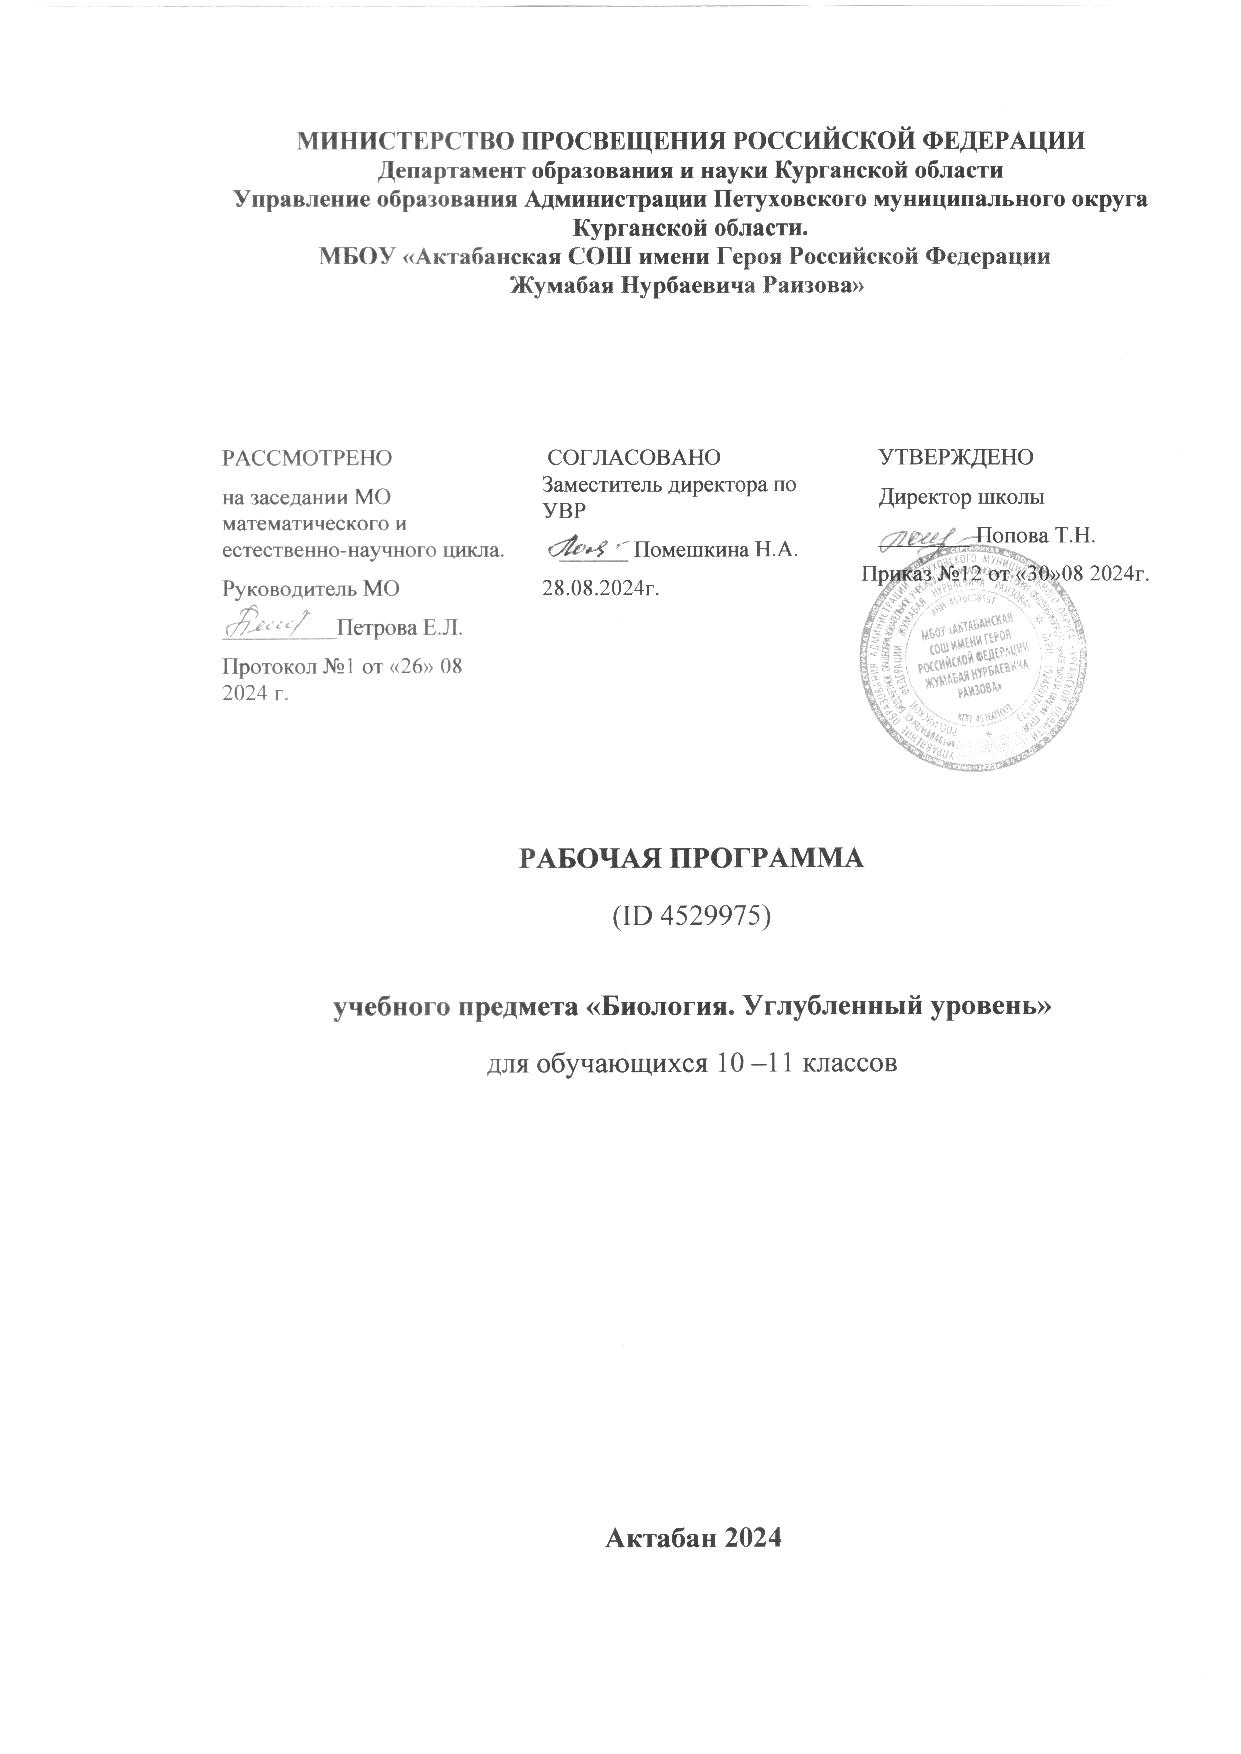 МИНИСТЕРСТВО ПРОСВЕЩЕНИЯ РОССИЙСКОЙ ФЕДЕРАЦИИ
Департамент образования и науки Курганской области
Управление образования Администрации Петуховского муниципального округа
Курганской области.
МБОУ «Актабанская СОШ имени Героя Российской Федерации
Жумабая Нурбаевича Раизова»
РАССМОТРЕНО
на заседании МО
математического и
естественно-научного цикла.
Руководитель МО
Петрова Е.Л.
Протокол №1 от «26» 08
2024 г.
СОГЛАСОВАНО
Заместитель директора по
УВР
Помешкина Н.А.
28.08.2024г.
УТВЕРЖДЕНО
Директор школы
Попова Т.Н.
Приказ №12 от «30»08 2024г.
МБОУ «АКТАБАНСКАЯ
СОШ ИМЕНИ ГЕРОЯ
РОССИЙСКОЙ ФЕДЕРАЦИИ
ЖУМАБАЯ НУРБАЕВИЧА
РАИЗОВА»
РАБОЧАЯ ПРОГРАММА
(ID 4529975)
учебного предмета «Биология. Углубленный уровень»
для обучающихся 10 –11 классов
Актабан 2024